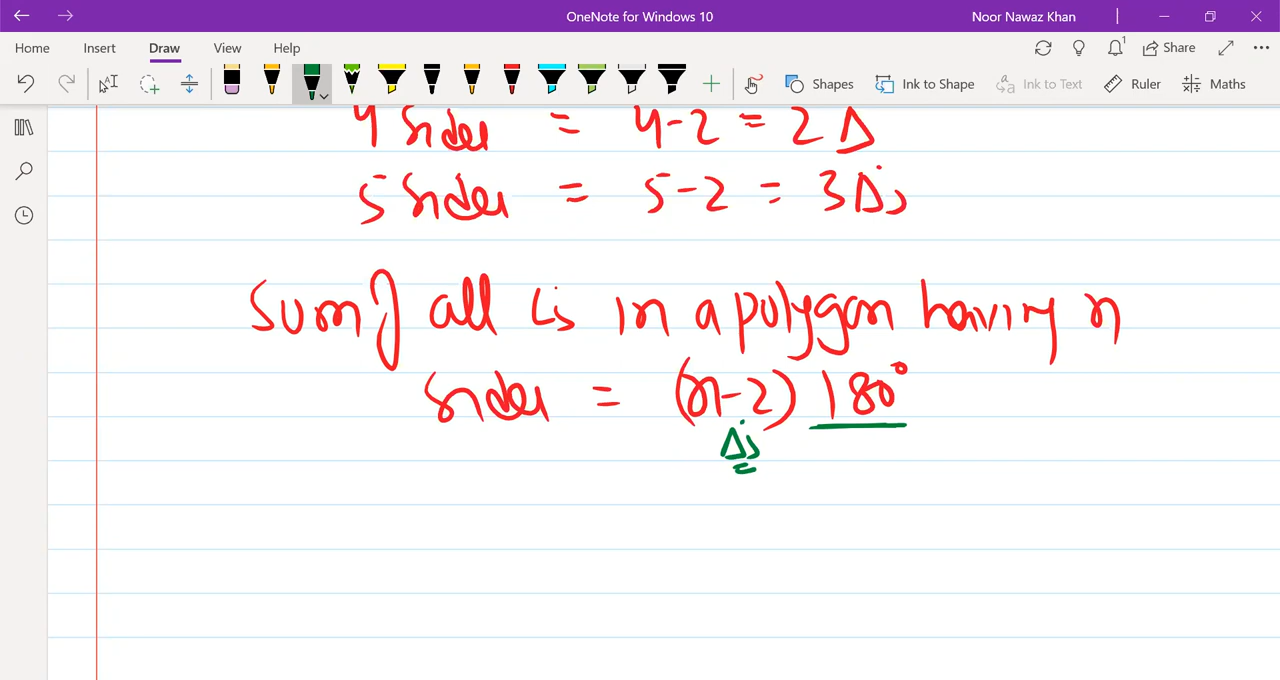 OneNote for Windows 10
Noor Nawaz Khan
Home Insert Draw View Help
1 Share
Shapes Ink to Shape Ink to Text Ruler Maths
4 sides = 4-2 = 2 Δ
5 sides = 5-2 = 3Δs
Sum of all ∠s in a polygon having n
sides = (n-2) 180°
Δs